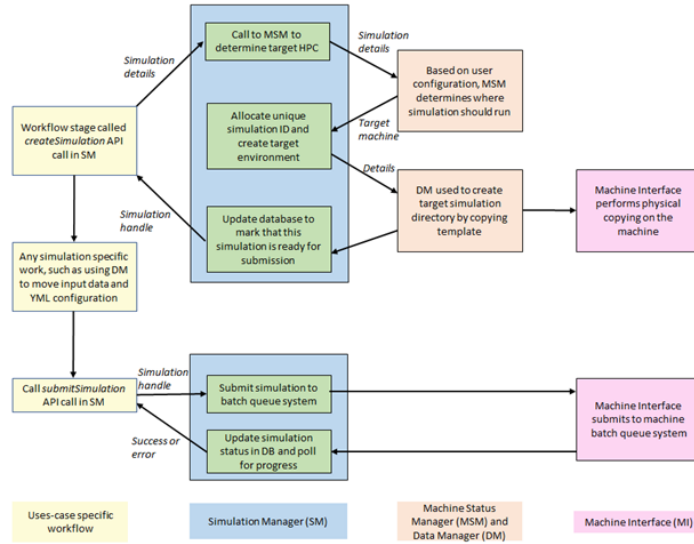 Call to MSM to
determine target HPC
Simulation
details
Simulation
details
Based on user
configuration, MSM
determines where
simulation should run
Workflow stage called
createSimulation API
call in SM
Allocate unique
simulation ID and
create target
environment
Target
machine
Details
Simulation
handle
Update database to
mark that this
simulation is ready for
submission
DM used to create
target simulation
directory by copying
template
Machine Interface
performs physical
copying on the
machine
Any simulation specific
work, such as using DM
to move input data and
YML configuration
Call submitSimulation
API call in SM
Simulation
handle
Submit simulation to
batch queue system
Machine Interface
submits to machine
batch queue system
Success or
error
Update simulation
status in DB and poll
for progress
Uses-case specific
workflow
Simulation Manager (SM)
Machine Status
Manager (MSM) and
Data Manager (DM)
Machine Interface (MI)